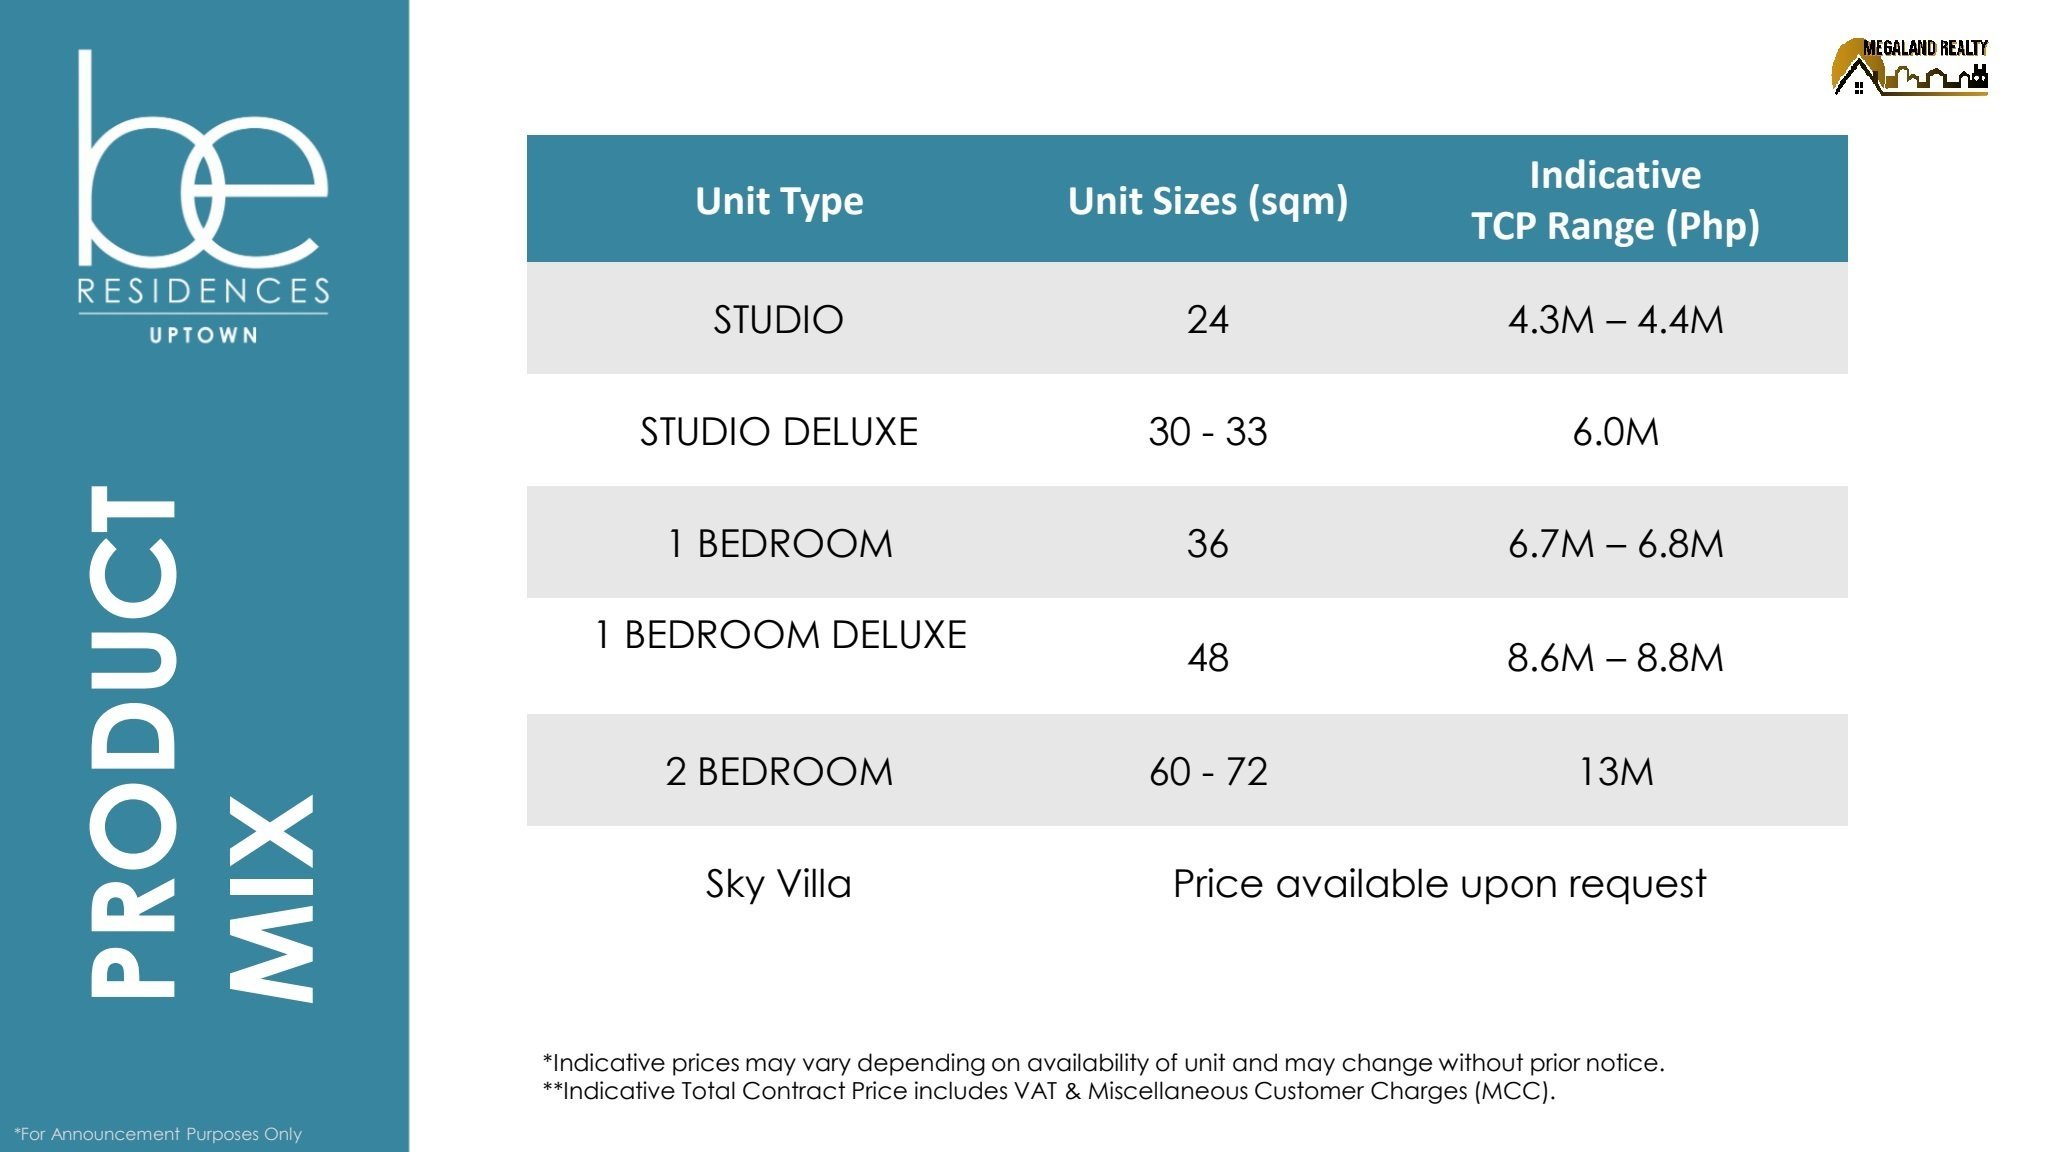 be
RESIDENCES
UPTOWN
PRODUCT
MIX
*For Announcement Purposes Only
MEGALAND REALTY
Unit Type Unit Sizes (sqm) Indicative
TCP Range (Php)
STUDIO 24 4.3M – 4.4M
STUDIO DELUXE 30 - 33 6.0M
1 BEDROOM 36 6.7M – 6.8M
1 BEDROOM DELUXE 48 8.6M – 8.8M
2 BEDROOM 60 - 72 13M
Sky Villa Price available upon request
*Indicative prices may vary depending on availability of unit and may change without prior notice.
**Indicative Total Contract Price includes VAT & Miscellaneous Customer Charges (MCC).